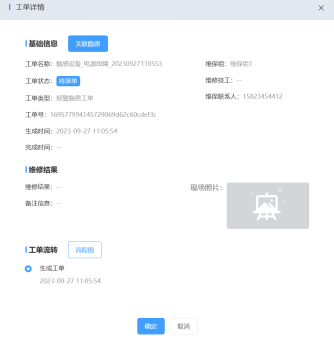 工单详情
基础信息 关联隐患
工单名称: 触感设备_电流故障_20230927110553 维保组: 维保组1
工单状态: 待派单 维修技工: --
工单类型: 报警隐患工单 维保联系人: 15823454412
工单号: 169577994145729069d62c60cdef3c
生成时间: 2023-09-27 11:05:54
完成时间: --
维修结果
维修结果: -- 现场照片:
备注信息: --
工单流转 流程图
生成工单
2023-09-27 11:05:54
确定 取消